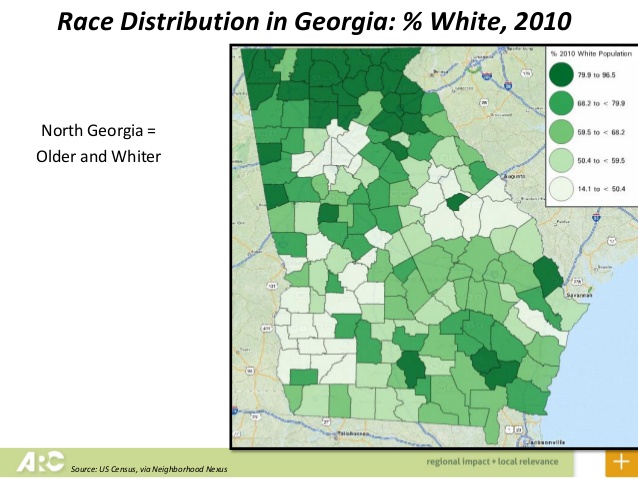 Race Distribution in Georgia: % White, 2010
North Georgia =
Older and Whiter
% 2010 White Population
79.9 to 96.5
68.2 to < 79.9
59.5 to < 68.2
50.4 to < 59.5
14.1 to < 50.4
Augusta
Savannah
Jacksonville
ARC
Source: US Census, via Neighborhood Nexus
regional impact + local relevance
+